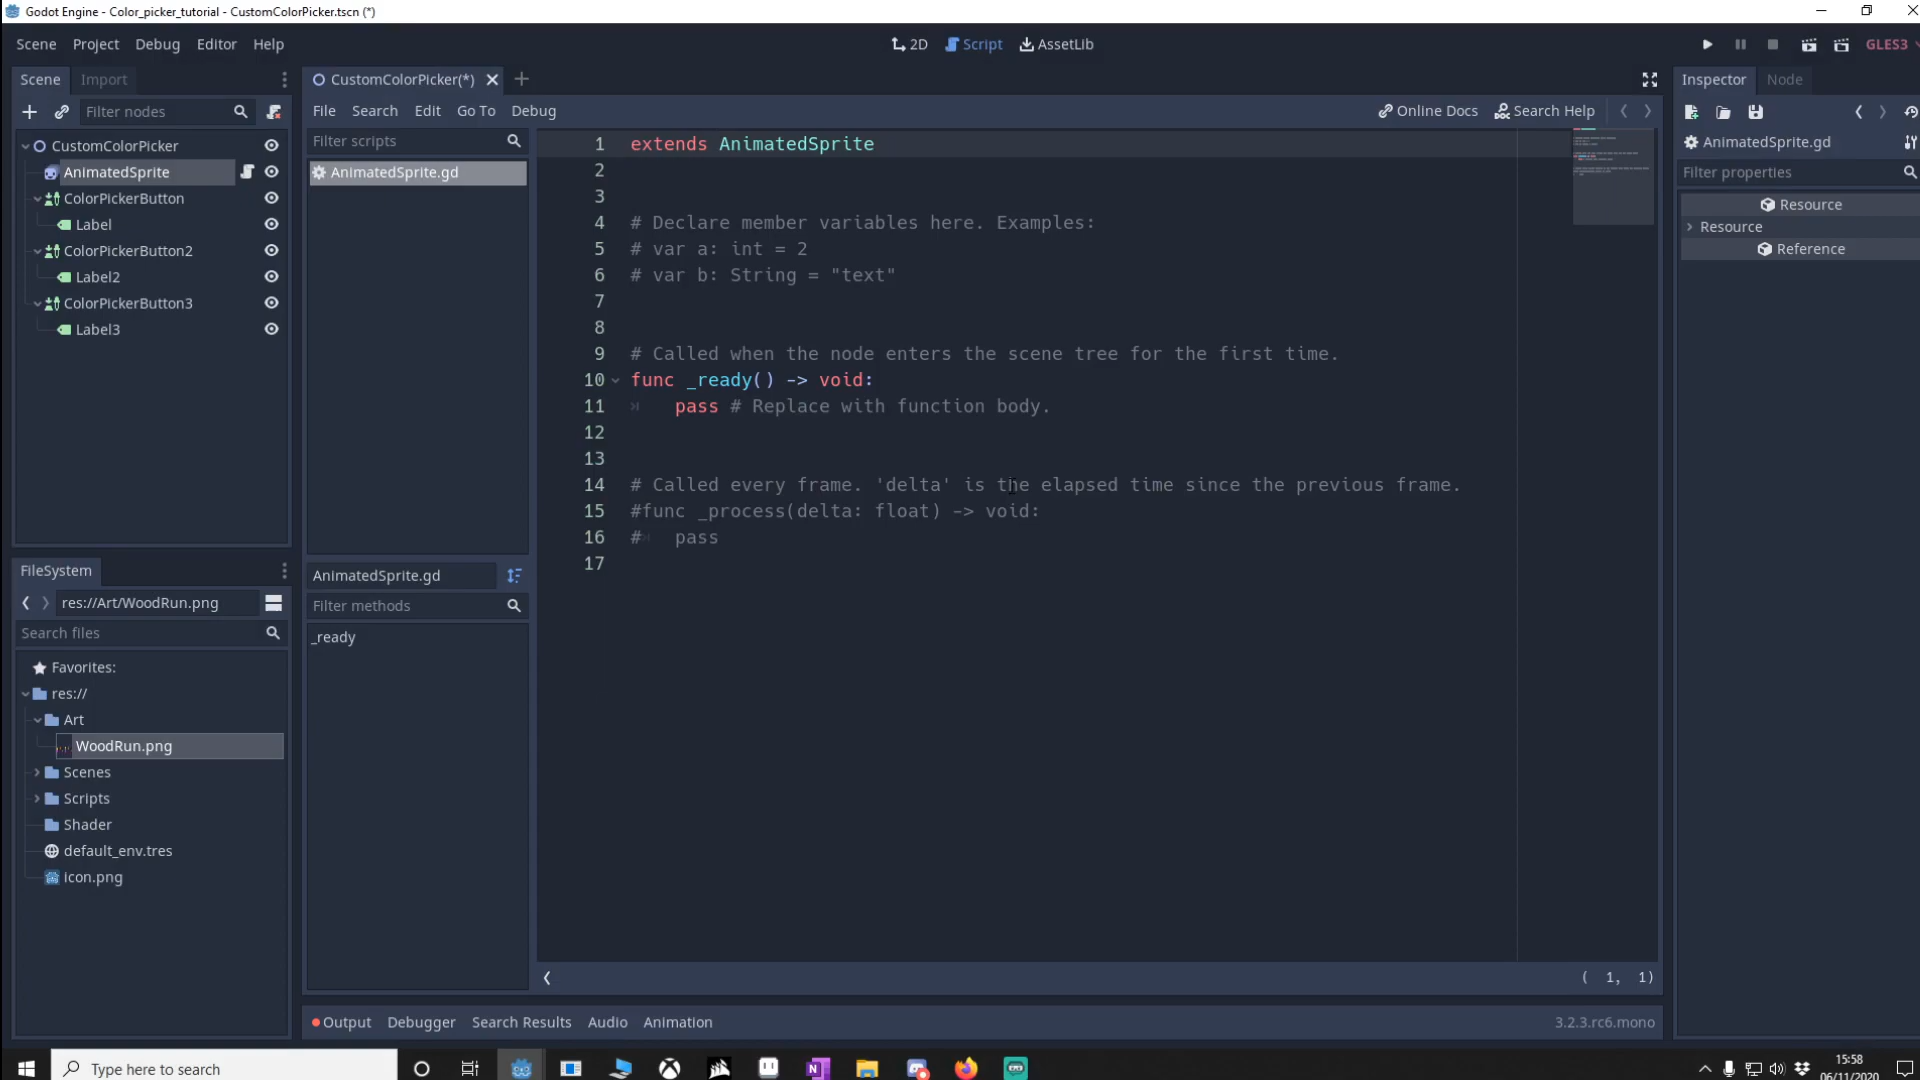 Godot Engine - Color_picker_tutorial - CustomColorPicker.tscn (*)
Scene Project Debug Editor Help
2D Script AssetLib
GLES3
Scene Import
Filter nodes
CustomColorPicker
AnimatedSprite
ColorPickerButton
Label
ColorPickerButton2
Label2
ColorPickerButton3
Label3
FileSystem
res://Art/WoodRun.png
Search files
Favorites:
res://
Art
WoodRun.png
Scenes
Scripts
Shader
default_env.tres
icon.png
CustomColorPicker(*)
File Search Edit Go To Debug
Online Docs Search Help
Filter scripts
AnimatedSprite.gd
AnimatedSprite.gd
Filter methods
_ready
1 extends AnimatedSprite
2
3
4 # Declare member variables here. Examples:
5 # var a: int = 2
6 # var b: String = "text"
7
8
9 # Called when the node enters the scene tree for the first time.
10 func _ready() -> void:
11 pass # Replace with function body.
12
13
14 # Called every frame. 'delta' is the elapsed time since the previous frame.
15 #func _process(delta: float) -> void:
16 # pass
17
( 1, 1)
Output Debugger Search Results Audio Animation
3.2.3.rc6.mono
Inspector Node
AnimatedSprite.gd
Filter properties
Resource
Resource
Reference
Type here to search
15:58
06/11/2020